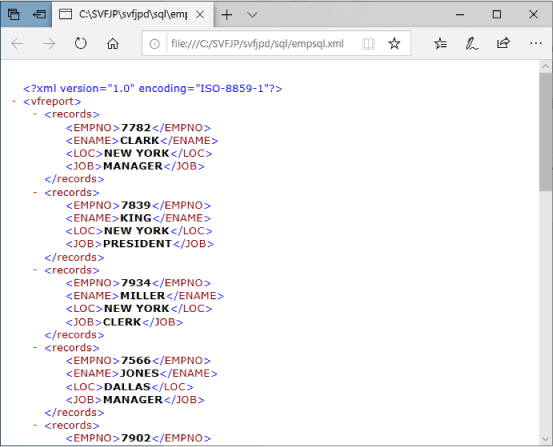 C:\SVFJP\svfjpd\sql\emp
file:///C:/SVFJP/svfjpd/sql/empsql.xml
<?xml version="1.0" encoding="ISO-8859-1"?>
- <vfreport>
- <records>
<EMPNO>7782</EMPNO>
<ENAME>CLARK</ENAME>
<LOC>NEW YORK</LOC>
<JOB>MANAGER</JOB>
</records>
- <records>
<EMPNO>7839</EMPNO>
<ENAME>KING</ENAME>
<LOC>NEW YORK</LOC>
<JOB>PRESIDENT</JOB>
</records>
- <records>
<EMPNO>7934</EMPNO>
<ENAME>MILLER</ENAME>
<LOC>NEW YORK</LOC>
<JOB>CLERK</JOB>
</records>
- <records>
<EMPNO>7566</EMPNO>
<ENAME>JONES</ENAME>
<LOC>DALLAS</LOC>
<JOB>MANAGER</JOB>
</records>
- <records>
<EMPNO>7902</EMPNO>